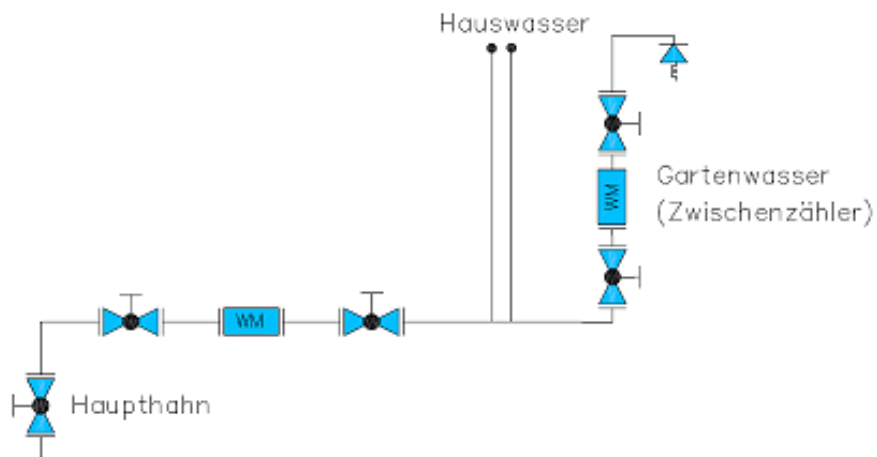 Hauswasser
Gartenwasser
(Zwischenzähler)
WM
WM
Haupthahn